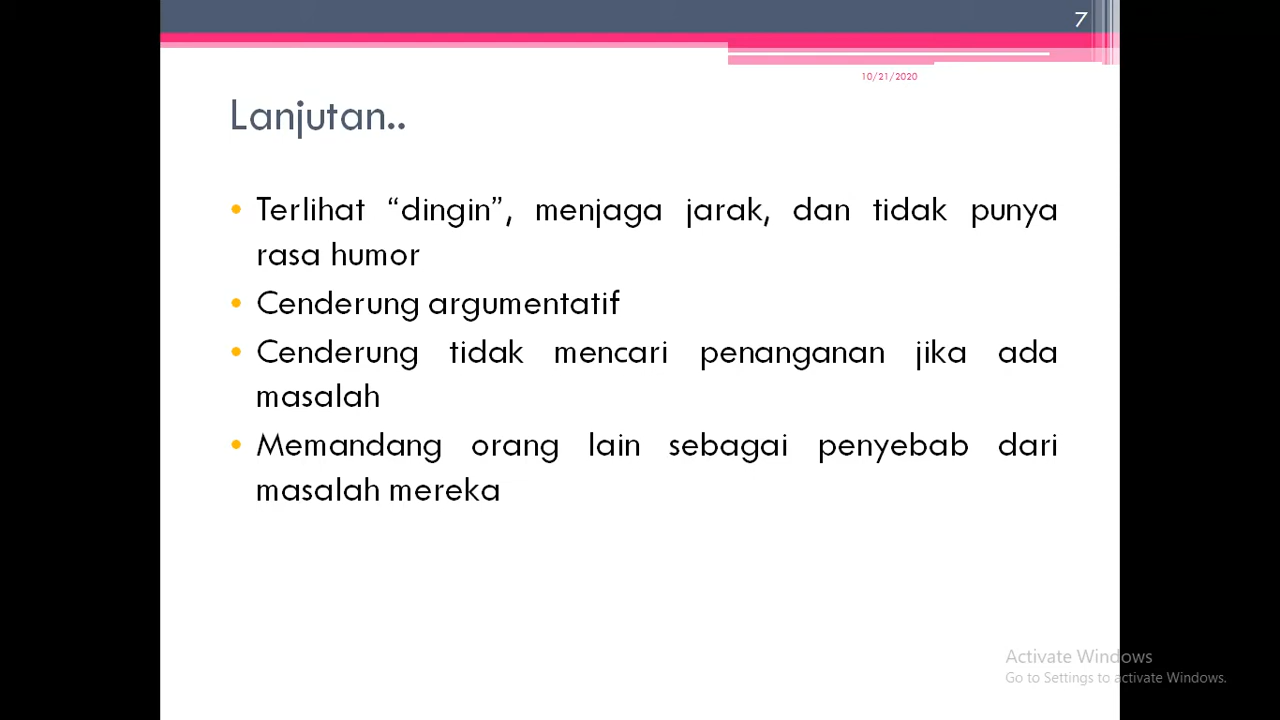 7
10/21/2020
Lanjutan..
• Terlihat “dingin”, menjaga jarak, dan tidak punya
rasa humor
• Cenderung argumentatif
• Cenderung tidak mencari penanganan jika ada
masalah
• Memandang orang lain sebagai penyebab dari
masalah mereka
Activate Windows
Go to Settings to activate Windows.